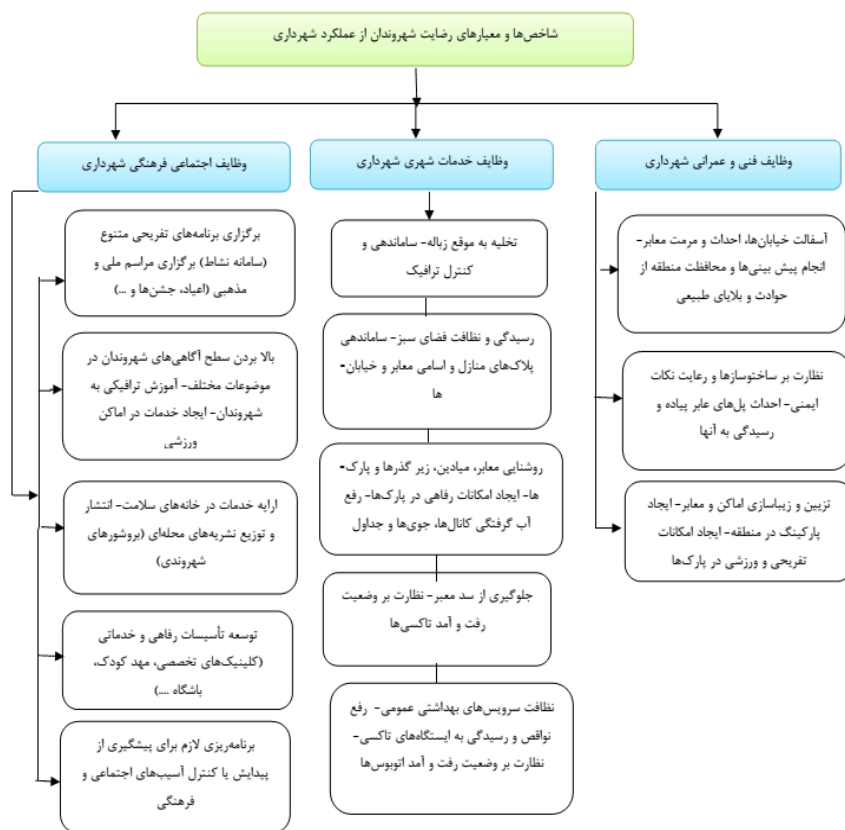 شاخص‌ها و معیارهای رضایت شهروندان از عملکرد شهرداری
وظایف فنی و عمرانی شهرداری
آسفالت خیابان‌ها، احداث و مرمت معابر-
انجام پیش بینی‌ها و محافظت منطقه از
حوادث و بلایای طبیعی
نظارت بر ساخت‌وسازها و رعایت نکات
ایمنی- احداث پل‌های عابر پیاده و
رسیدگی به آنها
تزیین و زیباسازی اماکن و معابر- ایجاد
پارکینگ در منطقه- ایجاد امکانات
تفریحی و ورزشی در پارک‌ها
وظایف خدمات شهری شهرداری
تخلیه به موقع زباله- ساماندهی و
کنترل ترافیک
رسیدگی و نظافت فضای سبز- ساماندهی
پلاک‌های منازل و اسامی معابر و خیابان-
ها
روشنایی معابر، میادین، زیر گذرها و پارک-
ها- ایجاد امکانات رفاهی در پارک‌ها- رفع
آب گرفتگی کانال‌ها، جوی‌ها و جداول
جلوگیری از سد معبر- نظارت بر وضعیت
رفت و آمد تاکسی‌ها
نظافت سرویس‌های بهداشتی عمومی- رفع
نواقص و رسیدگی به ایستگاه‌های تاکسی-
نظارت بر وضعیت رفت و آمد اتوبوس‌ها
وظایف اجتماعی فرهنگی شهرداری
برگزاری برنامه‌های تفریحی متنوع
(سامانه نشاط) برگزاری مراسم ملی و
مذهبی (اعیاد، جشن‌ها و ...)
بالا بردن سطح آگاهی‌های شهروندان در
موضوعات مختلف- آموزش ترافیکی به
شهروندان- ایجاد خدمات در اماکن
ورزشی
ارایه خدمات در خانه‌های سلامت- انتشار
و توزیع نشریه‌های محله‌ای (بروشورهای
شهروندی)
توسعه تأسیسات رفاهی و خدماتی
(کلینیک‌های تخصصی، مهد کودک،
باشگاه ....)
برنامه‌ریزی لازم برای پیشگیری از
پیدایش یا کنترل آسیب‌های اجتماعی و
فرهنگی